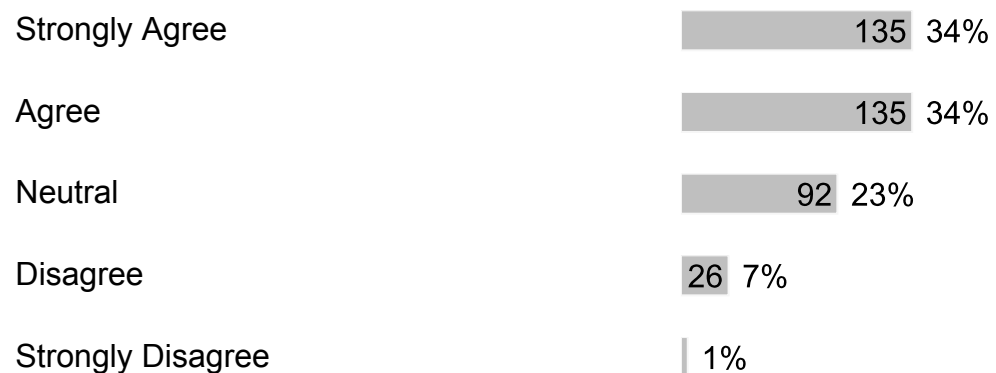 Strongly Agree 135 34%
Agree 135 34%
Neutral 92 23%
Disagree 26 7%
Strongly Disagree 1%